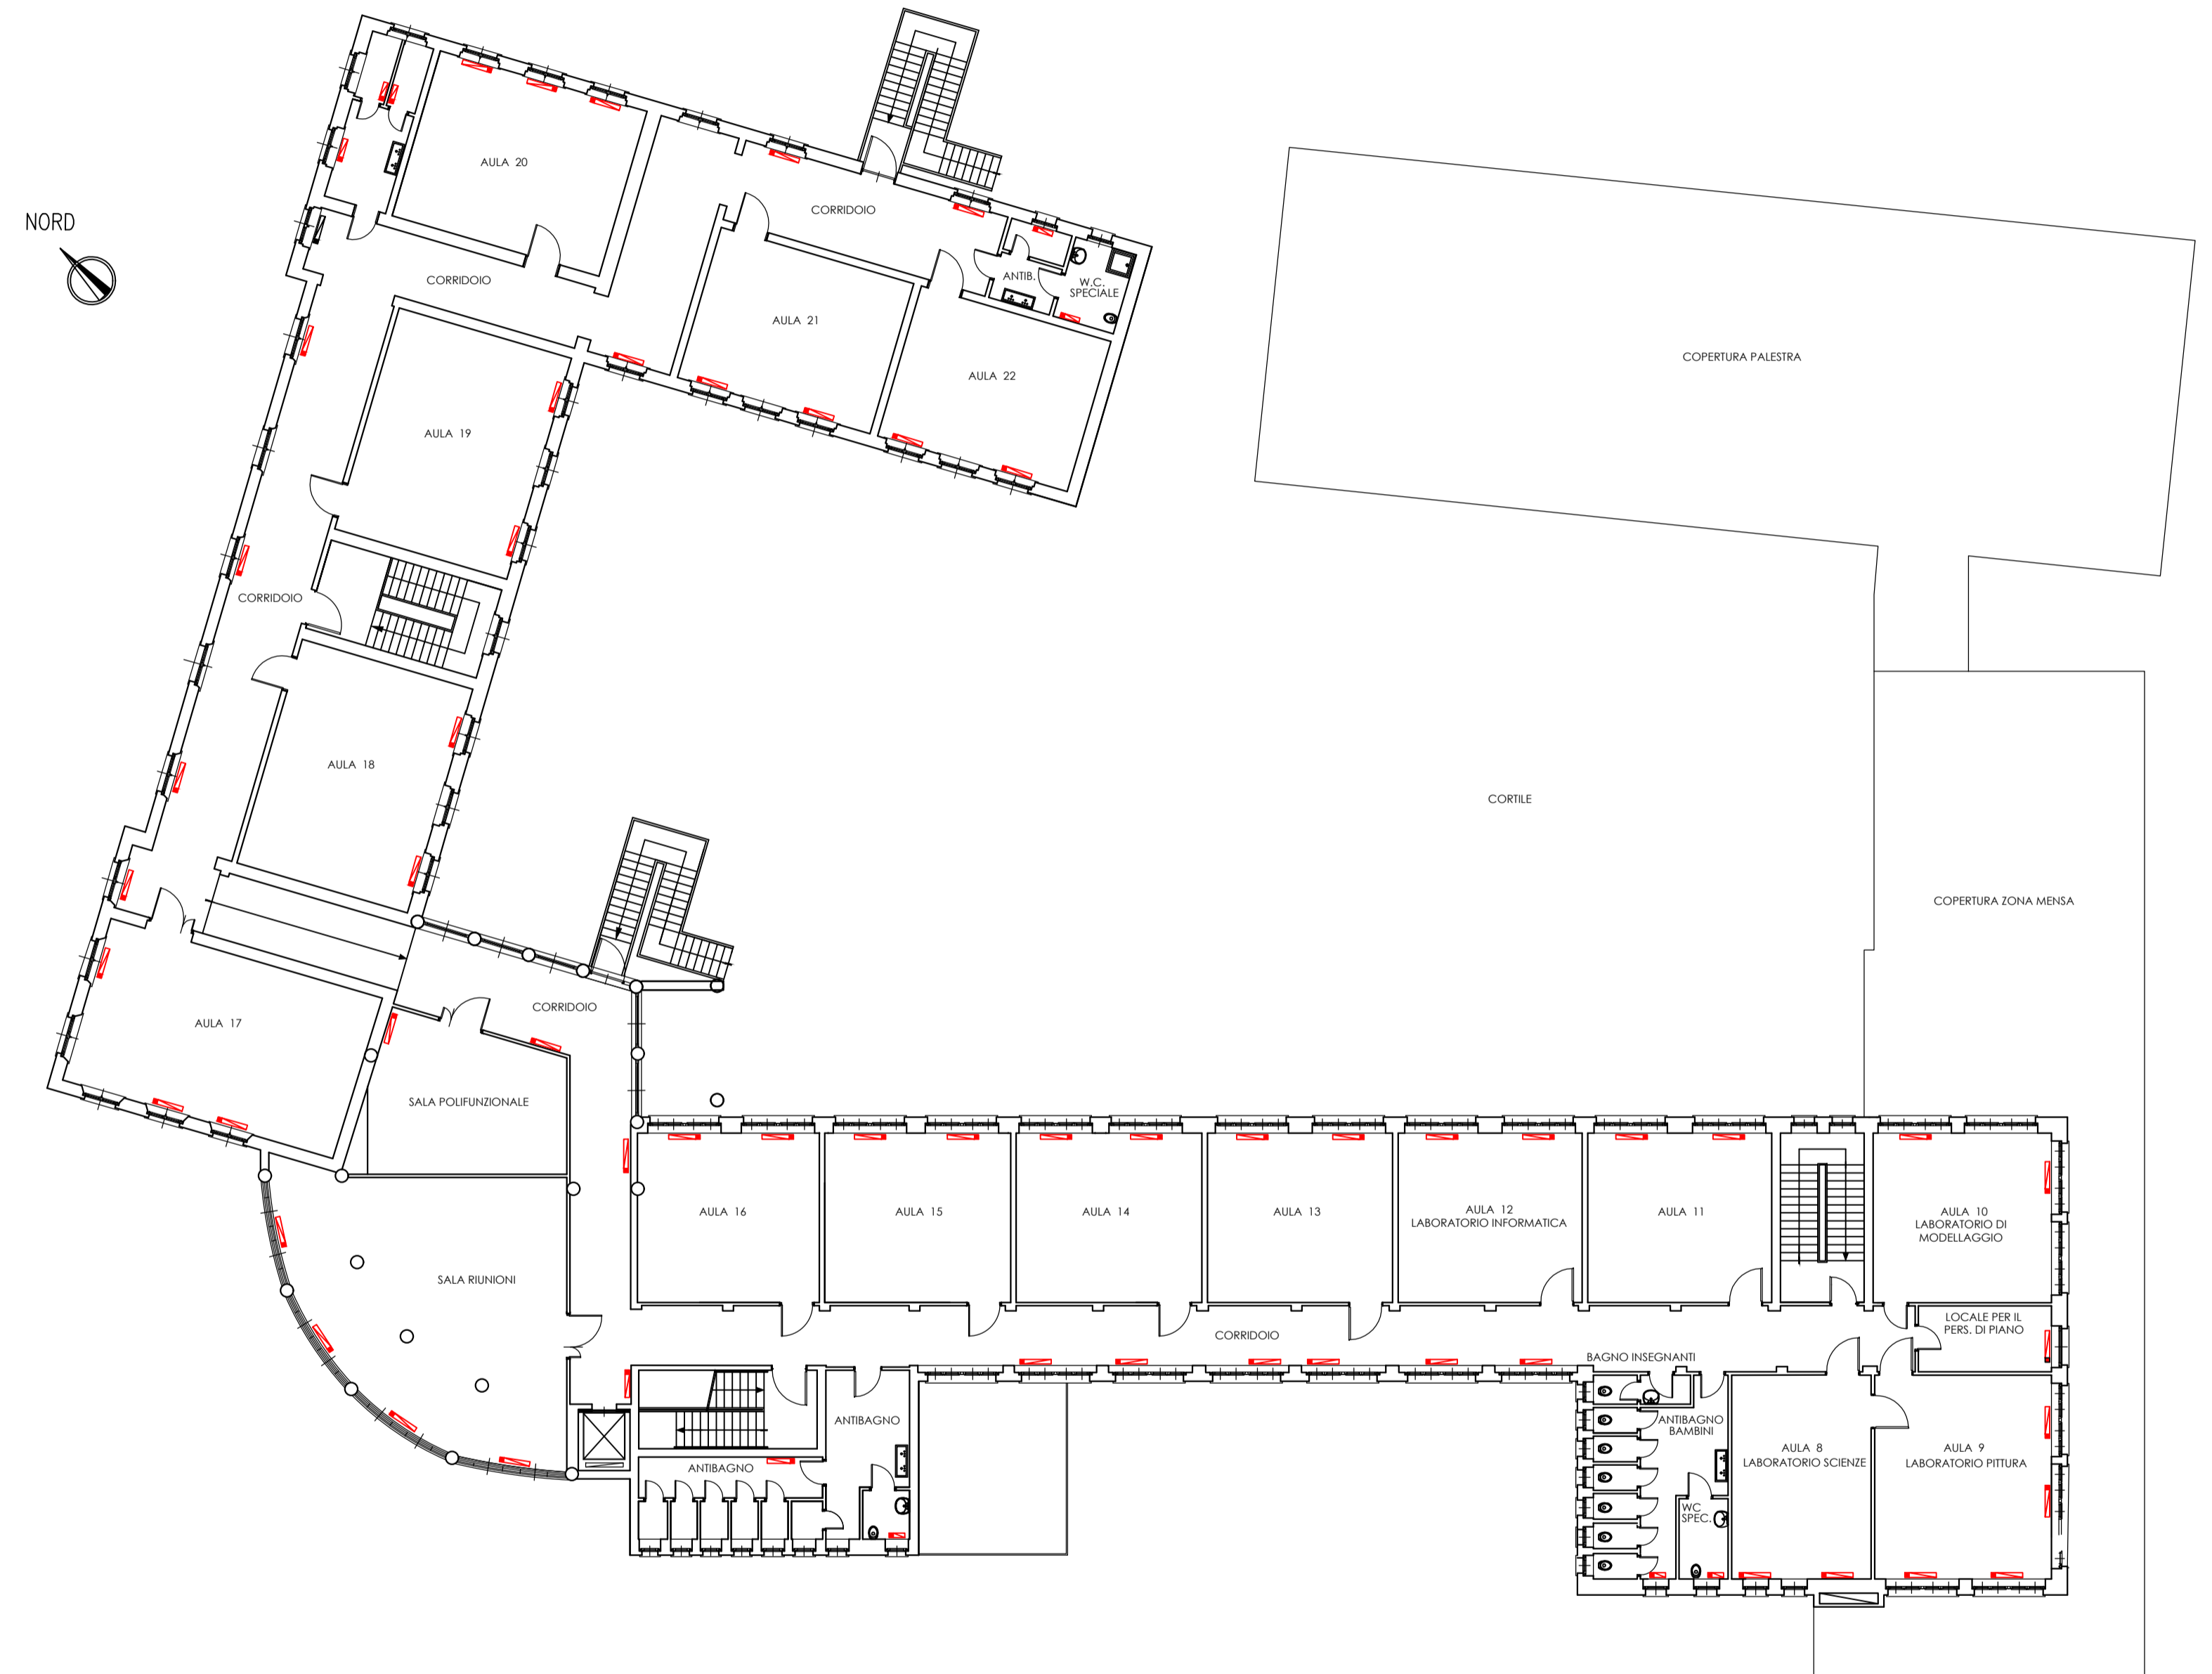 NORD
AULA 20
CORRIDOIO
CORRIDOIO
ANTIB.
W.C.
SPECIALE
AULA 21
AULA 22
COPERTURA PALESTRA
AULA 19
CORRIDOIO
AULA 18
CORTILE
COPERTURA ZONA MENSA
CORRIDOIO
AULA 17
SALA POLIFUNZIONALE
AULA 16
AULA 15
AULA 14
AULA 13
AULA 12
LABORATORIO INFORMATICA
AULA 11
AULA 10
LABORATORIO DI
MODELLAGGIO
SALA RIUNIONI
CORRIDOIO
LOCALE PER IL
PERS. DI PIANO
BAGNO INSEGNANTI
ANTIBAGNO
ANTIBAGNO
BAMBINI
AULA 8
LABORATORIO SCIENZE
AULA 9
LABORATORIO PITTURA
ANTIBAGNO
WC
SPEC.